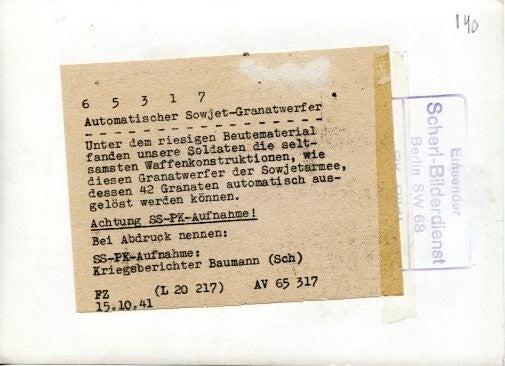 140
6 5 3 1 7
Automatischer Sowjet-Granatwerfer
Unter dem riesigen Beutematerial
fanden unsere Soldaten die selt-
samsten Waffenkonstruktionen, wie
diesen Granatwerfer der Sowjetarmee,
dessen 42 Granaten automatisch aus-
gelöst werden können.
Achtung SS-PK-Aufnahme!
Bei Abdruck nennen:
SS-PK-Aufnahme:
Kriegsberichter Baumann (Sch)
FZ (L 20 217) AV 65 317
15.10.41
Einsender
Scherl-Bilderdienst
Berlin SW 68